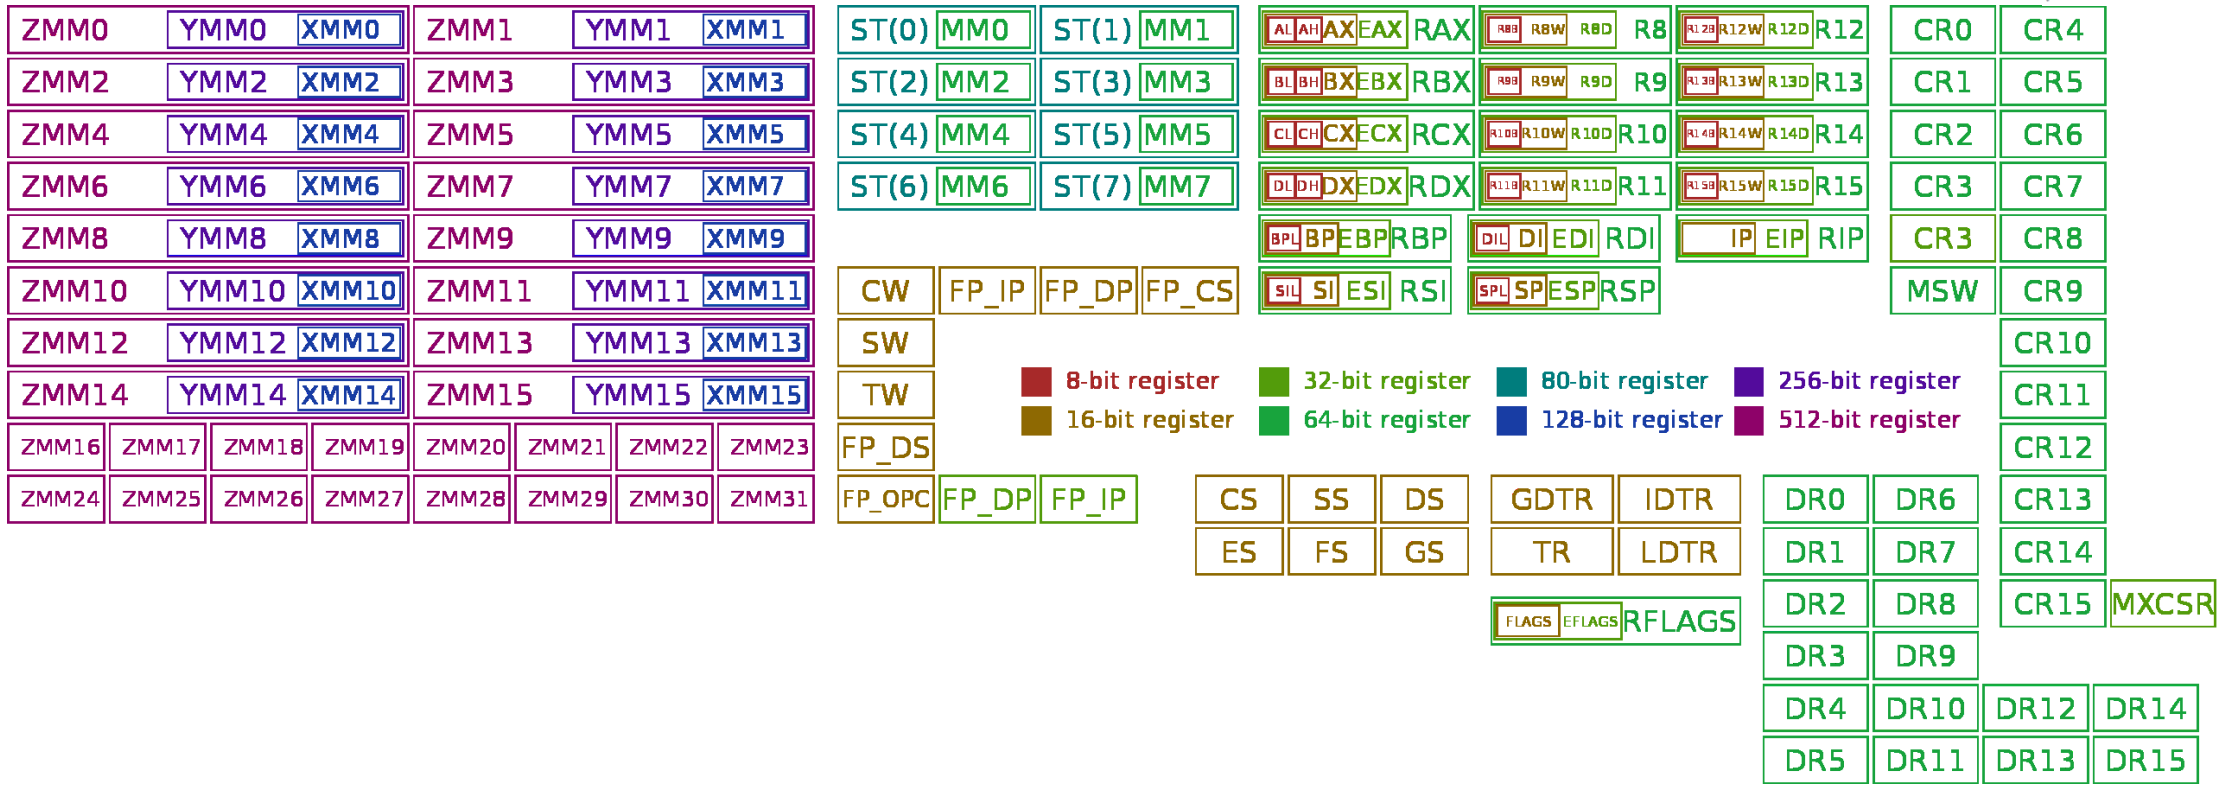 ZMM0 YMM0 XMM0 ZMM1 YMM1 XMM1 ST(0) MM0 ST(1) MM1 AL AH AX EAX RAX R8B R8W R8D R8 R12B R12W R12D R12 CR0 CR4
ZMM2 YMM2 XMM2 ZMM3 YMM3 XMM3 ST(2) MM2 ST(3) MM3 BL BH BX EBX RBX R9B R9W R9D R9 R13B R13W R13D R13 CR1 CR5
ZMM4 YMM4 XMM4 ZMM5 YMM5 XMM5 ST(4) MM4 ST(5) MM5 CL CH CX ECX RCX R10B R10W R10D R10 R14B R14W R14D R14 CR2 CR6
ZMM6 YMM6 XMM6 ZMM7 YMM7 XMM7 ST(6) MM6 ST(7) MM7 DL DH DX EDX RDX R11B R11W R11D R11 R15B R15W R15D R15 CR3 CR7
ZMM8 YMM8 XMM8 ZMM9 YMM9 XMM9 BPL BP EBP RBP DIL DI EDI RDI IP EIP RIP CR3 CR8
ZMM10 YMM10 XMM10 ZMM11 YMM11 XMM11 CW FP_IP FP_DP FP_CS SIL SI ESI RSI SPL SP ESP RSP MSW CR9
ZMM12 YMM12 XMM12 ZMM13 YMM13 XMM13 SW CR10
ZMM14 YMM14 XMM14 ZMM15 YMM15 XMM15 TW 8-bit register 32-bit register 80-bit register 256-bit register CR11
16-bit register 64-bit register 128-bit register 512-bit register
ZMM16 ZMM17 ZMM18 ZMM19 ZMM20 ZMM21 ZMM22 ZMM23 FP_DS CR12
ZMM24 ZMM25 ZMM26 ZMM27 ZMM28 ZMM29 ZMM30 ZMM31 FP_OPC FP_DP FP_IP CS SS DS GDTR IDTR DR0 DR6 CR13
ES FS GS TR LDTR DR1 DR7 CR14
DR2 DR8 CR15 MXCSR
FLAGS EFLAGS RFLAGS
DR3 DR9
DR4 DR10 DR12 DR14
DR5 DR11 DR13 DR15